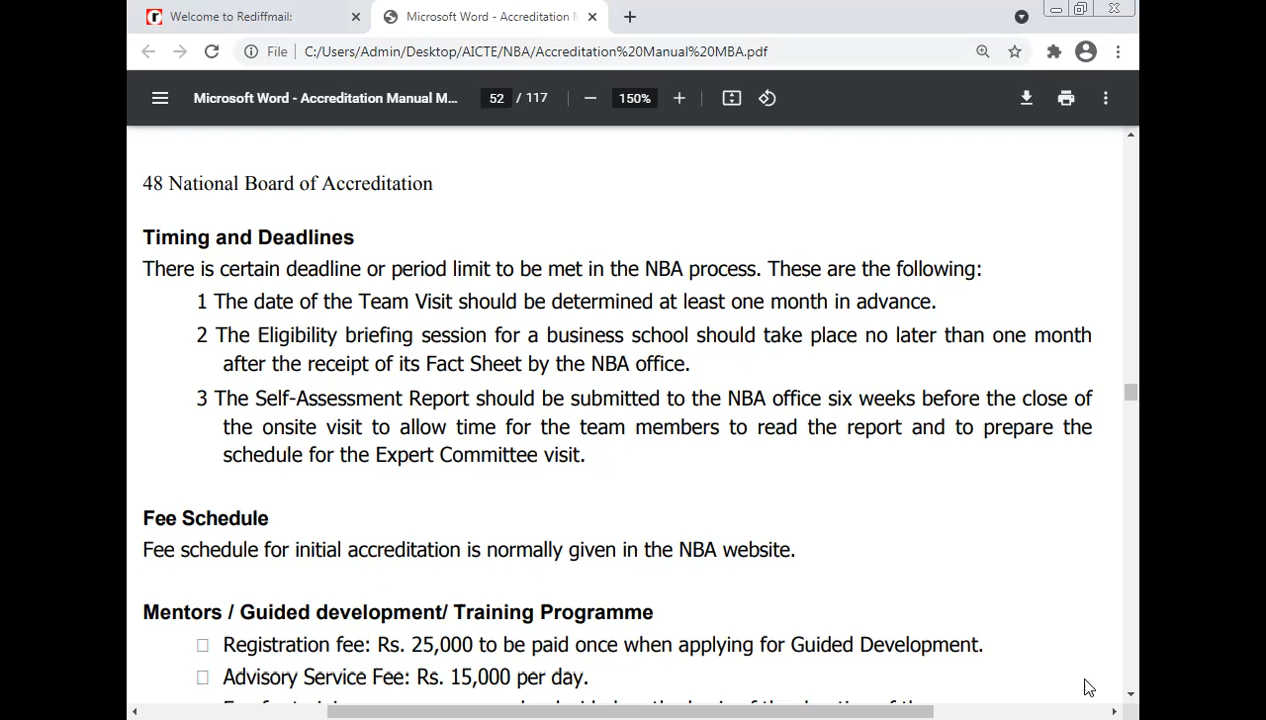 Welcome to Rediffmail:
Microsoft Word - Accreditation M
File
C:/Users/Admin/Desktop/AICTE/NBA/Accreditation%20Manual%20MBA.pdf
Microsoft Word - Accreditation Manual M...
52 / 117
150%
48 National Board of Accreditation
Timing and Deadlines
There is certain deadline or period limit to be met in the NBA process. These are the following:
1 The date of the Team Visit should be determined at least one month in advance.
2 The Eligibility briefing session for a business school should take place no later than one month
after the receipt of its Fact Sheet by the NBA office.
3 The Self-Assessment Report should be submitted to the NBA office six weeks before the close of
the onsite visit to allow time for the team members to read the report and to prepare the
schedule for the Expert Committee visit.
Fee Schedule
Fee schedule for initial accreditation is normally given in the NBA website.
Mentors / Guided development/ Training Programme
Registration fee: Rs. 25,000 to be paid once when applying for Guided Development.
Advisory Service Fee: Rs. 15,000 per day.